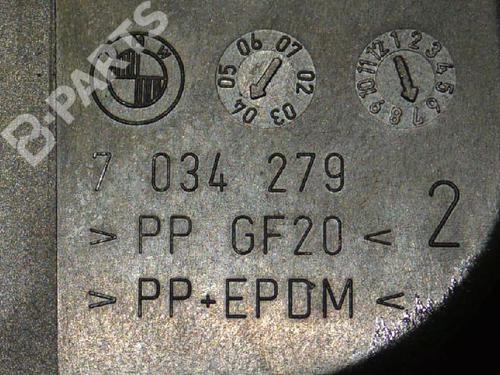 BMW
05 06 07 02 03 04
12 1 2 3 4 5 6 7 8 9 10 11
7 034 279
> PP GF20 <
2
> PP+EPDM <
B-PARTS